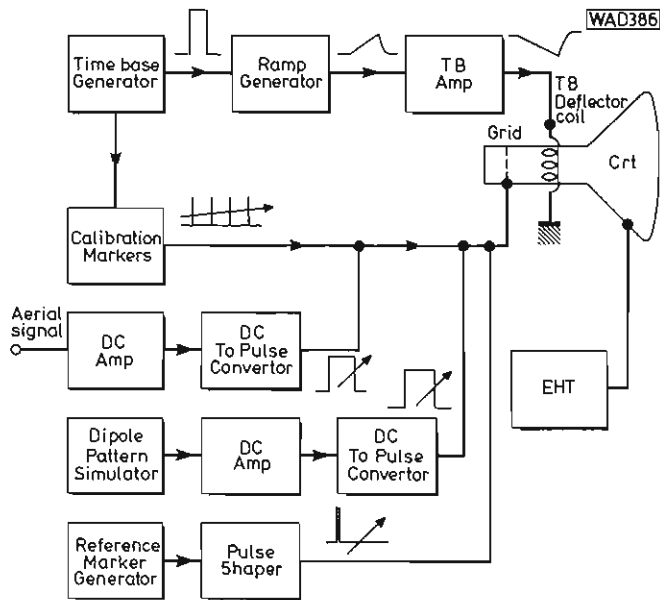 WAD386
Time base
Generator
Ramp
Generator
TB
Amp
TB
Deflector
coil
Grid
Crt
Calibration
Markers
Aerial
signal
DC
Amp
DC
To Pulse
Convertor
EHT
Dipole
Pattern
Simulator
DC
Amp
DC
To Pulse
Convertor
Reference
Marker
Generator
Pulse
Shaper